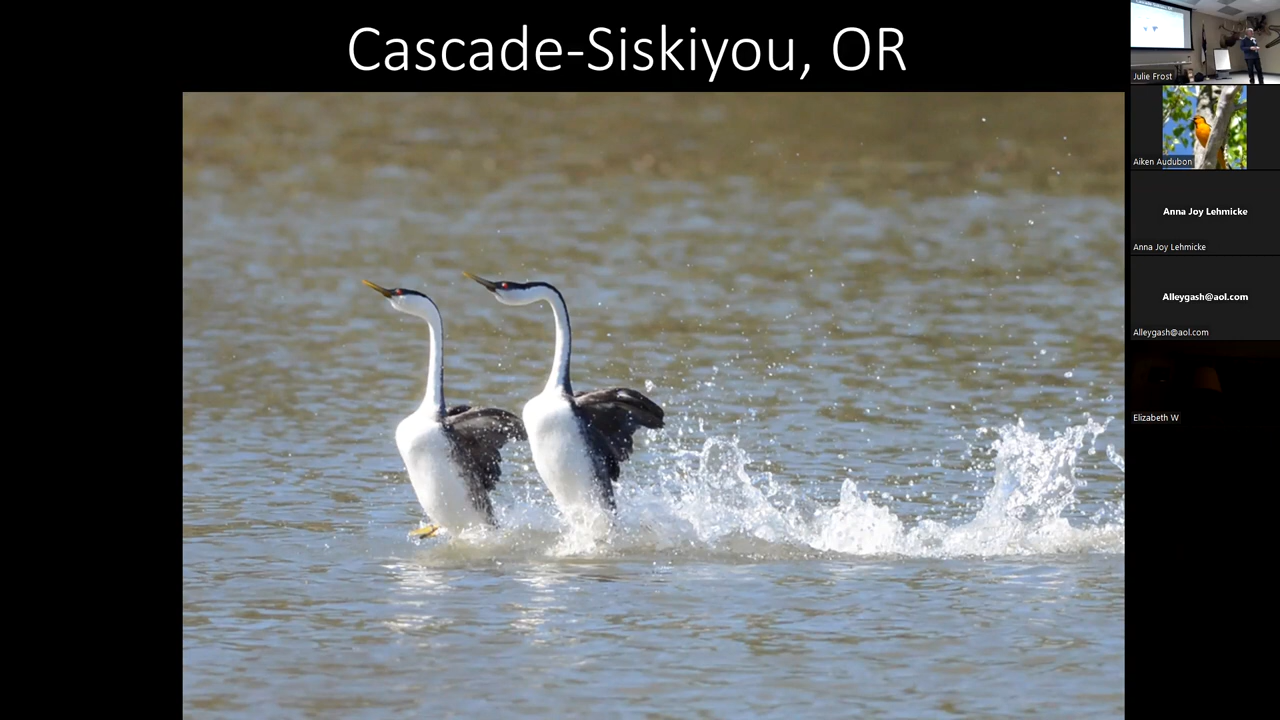 Cascade-Siskiyou, OR
Julie Frost
Aiken Audubon
Anna Joy Lehmicke
Anna Joy Lehmicke
Alleygash@aol.com
Alleygash@aol.com
Elizabeth W